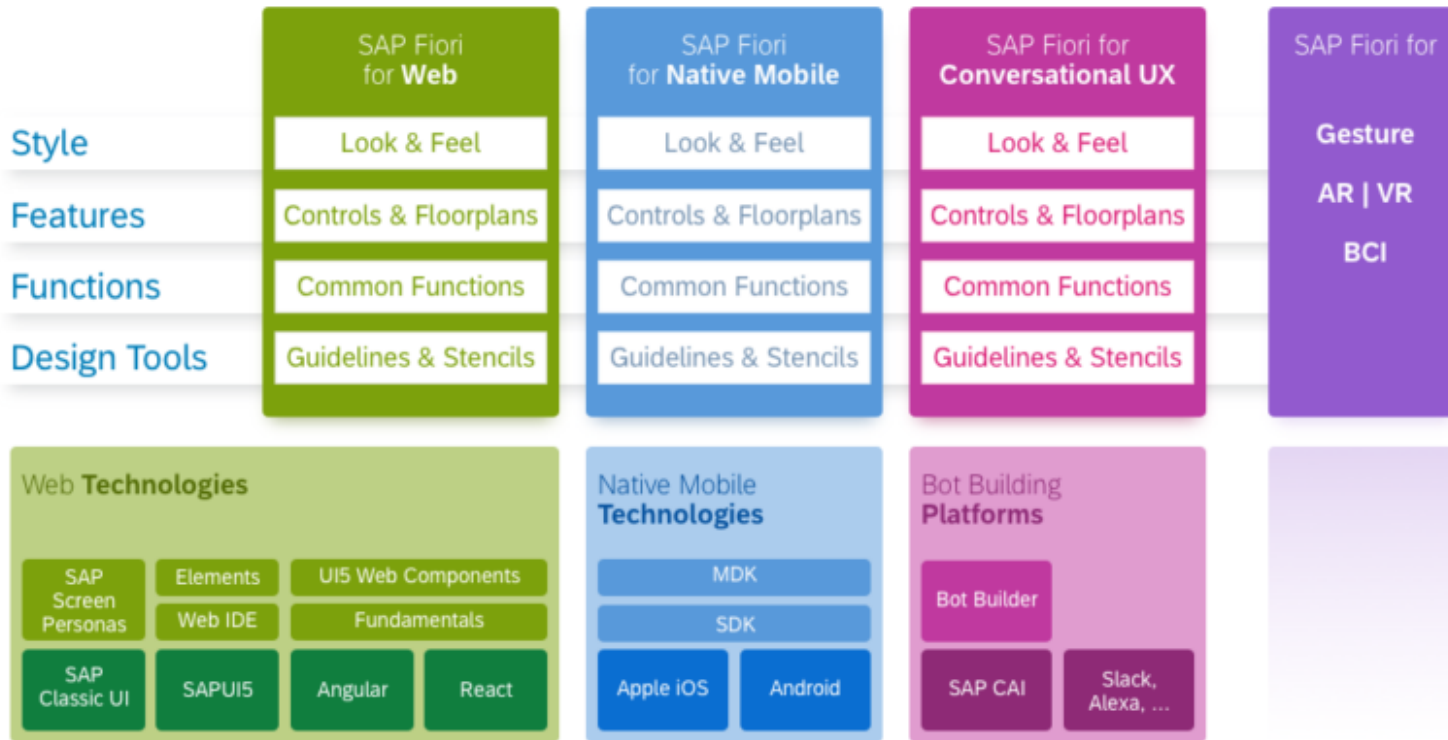 SAP Fiori
for Web
SAP Fiori
for Native Mobile
SAP Fiori for
Conversational UX
SAP Fiori for
Style
Look & Feel
Look & Feel
Look & Feel
Gesture
Features
Controls & Floorplans
Controls & Floorplans
Controls & Floorplans
AR | VR
Functions
Common Functions
Common Functions
Common Functions
BCI
Design Tools
Guidelines & Stencils
Guidelines & Stencils
Guidelines & Stencils
Web Technologies
SAP
Screen
Personas
Elements
UI5 Web Components
Web IDE
Fundamentals
SAP
Classic UI
SAPUI5
Angular
React
Native Mobile
Technologies
MDK
SDK
Apple iOS
Android
Bot Building
Platforms
Bot Builder
SAP CAI
Slack,
Alexa, ...